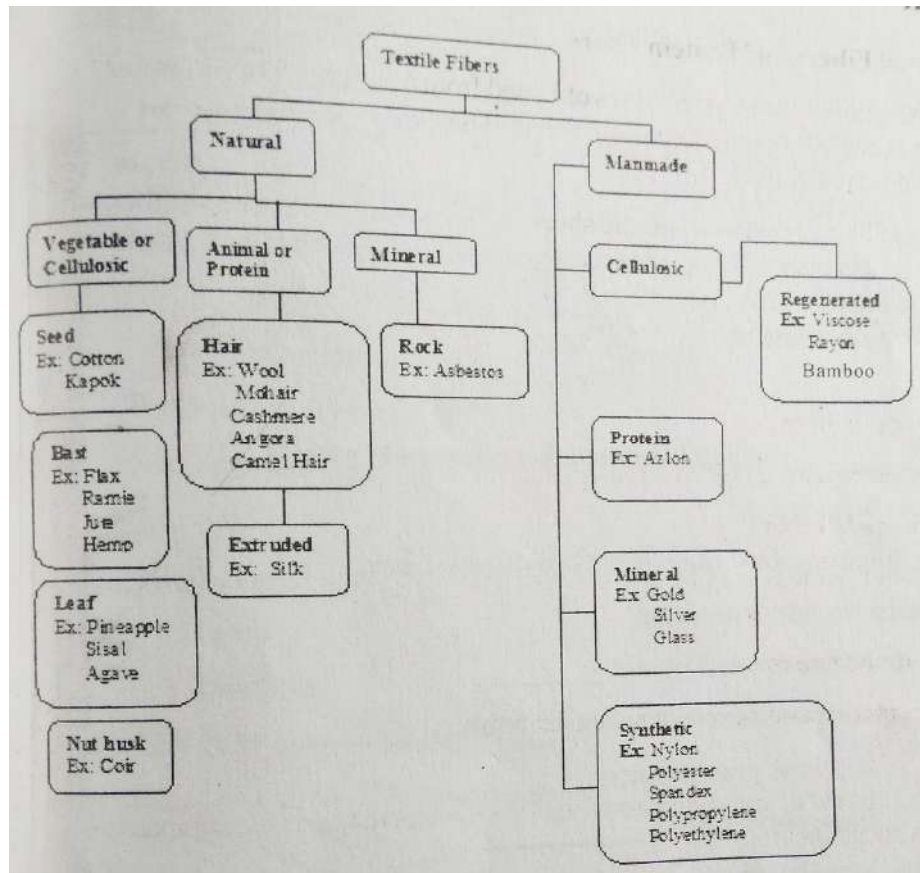 Textile Fibers
Natural
Manmade
Vegetable or
Cellulosic
Animal or
Protein
Mineral
Cellulosic
Regenerated
Ex: Viscose
Rayon
Bamboo
Seed
Ex: Cotton
Kapok
Hair
Ex: Wool
Mohair
Cashmere
Angora
Camel Hair
Rock
Ex: Asbestos
Bast
Ex: Flax
Ramie
Jute
Hemp
Protein
Ex: Azlon
Extruded
Ex: Silk
Leaf
Ex: Pineapple
Sisal
Agave
Mineral
Ex: Gold
Silver
Glass
Nut husk
Ex: Coir
Synthetic
Ex: Nylon
Polyester
Spandex
Polypropylene
Polyethylene